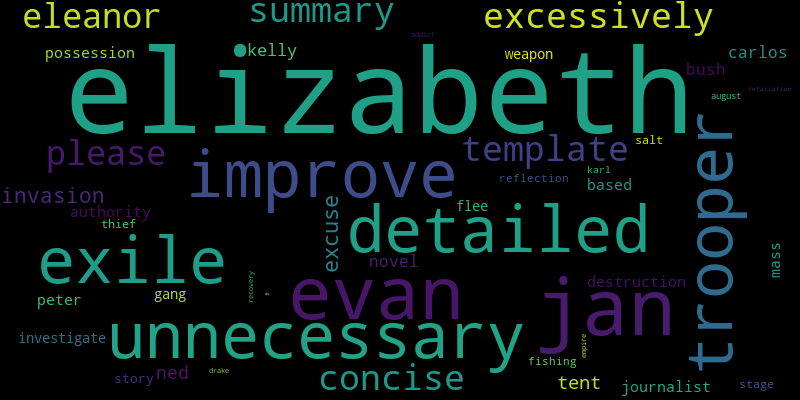 eleanor
summary
excessively
addict
possession
kelly
weapon
carlos
bush
elizabeth
august
please
improve
template
salt
trooper
invasion
reflection
karl
based
authority
thief
excuse
flee
detailed
novel
exile
mass
peter
gang
recovery
evan
jan
destruction
investigate
unnecessary
empire
fishing
story
ned
drake
concise
tent
journalist
stage